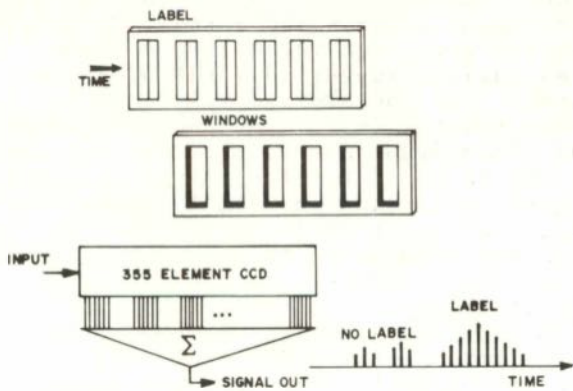 LABEL
TIME
WINDOWS
INPUT
355 ELEMENT CCD
...
Σ
SIGNAL OUT
NO LABEL
LABEL
TIME